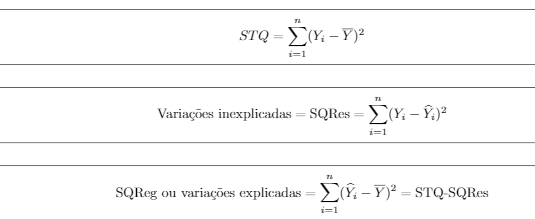 STQ = \sum_{i=1}^{n} (Y_i - \overline{Y})^2
Variações inexplicadas = SQRes = \sum_{i=1}^{n} (Y_i - \widehat{Y}_i)^2
SQReg ou variações explicadas = \sum_{i=1}^{n} (\widehat{Y}_i - \overline{Y})^2 = STQ-SQRes